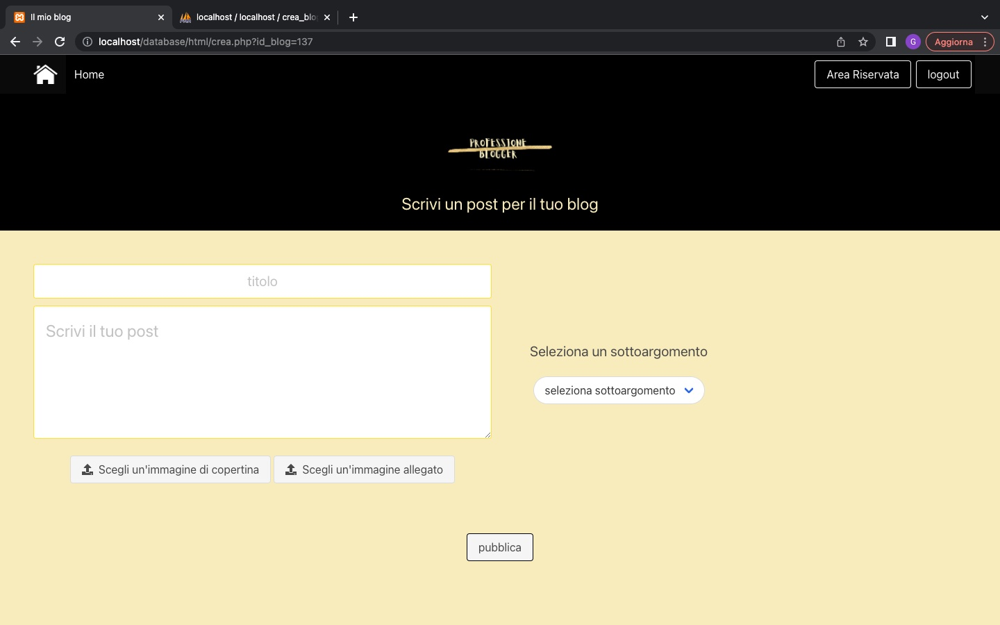 Il mio blog
localhost / localhost / crea_blo
localhost/database/html/crea.php?id_blog=137
G
Aggiorna
Home
Area Riservata
logout
PROFESSIONE
BLOGGER
Scrivi un post per il tuo blog
titolo
Scrivi il tuo post
Seleziona un sottoargomento
seleziona sottoargomento
Scegli un'immagine di copertina
Scegli un'immagine allegato
pubblica